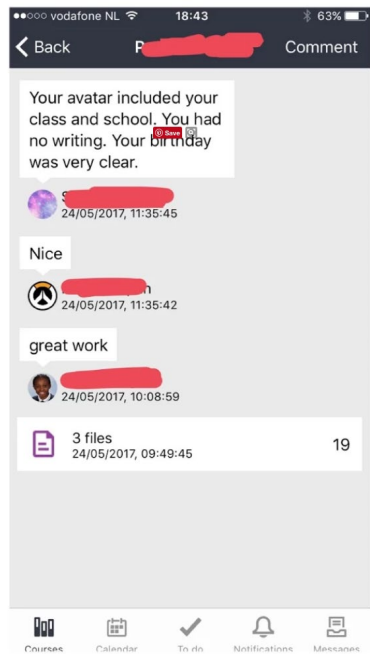 vodafone NL 18:43 63%
Back P Comment
Your avatar included your
class and school. You had
no writing. Your birthday
was very clear.
Save
S
24/05/2017, 11:35:45
Nice
n
24/05/2017, 11:35:42
great work
24/05/2017, 10:08:59
3 files 19
24/05/2017, 09:49:45
Courses Calendar To do Notifications Messages